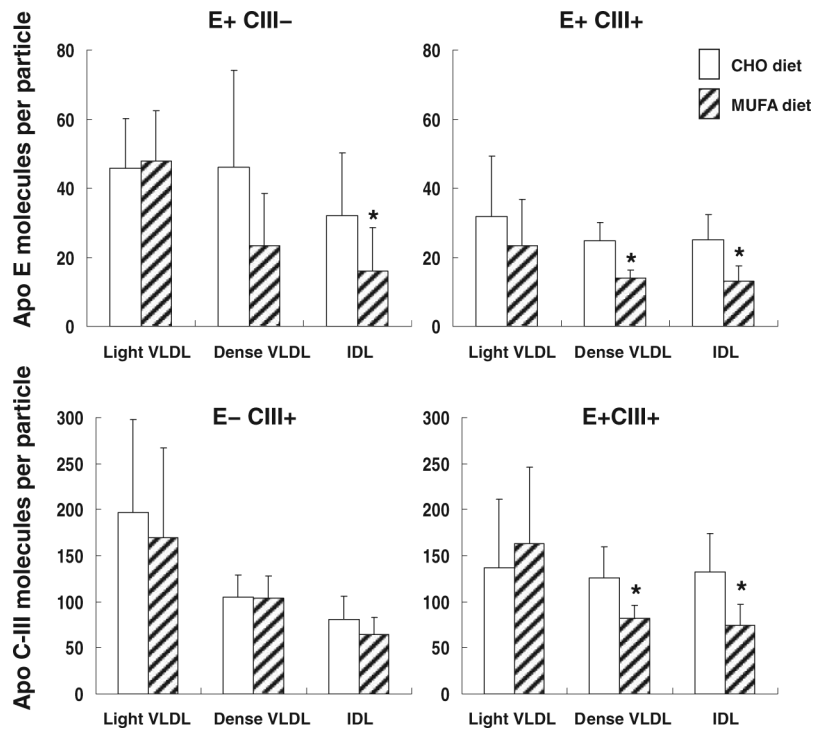 E+ CIII−
E+ CIII+
CHO diet
MUFA diet
Apo E molecules per particle
80
60
40
20
0
*
Light VLDL Dense VLDL IDL
80
60
40
20
0
*
*
Light VLDL Dense VLDL IDL
E− CIII+
E+CIII+
Apo C-III molecules per particle
300
250
200
150
100
50
0
Light VLDL Dense VLDL IDL
300
250
200
150
100
50
0
*
*
Light VLDL Dense VLDL IDL